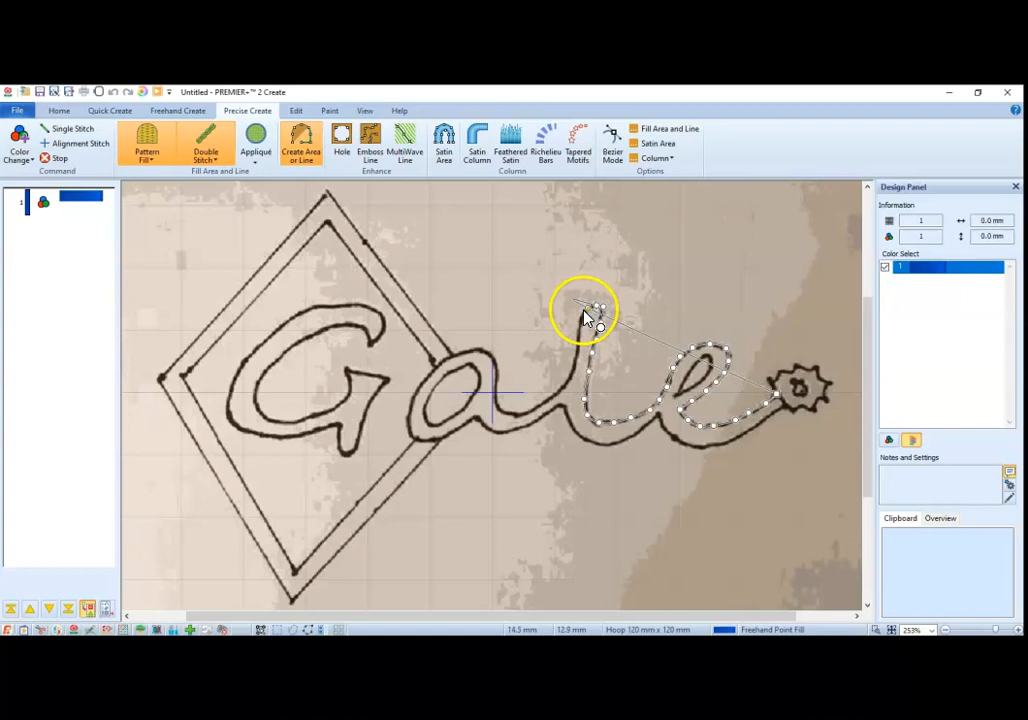 Untitled - PREMIER+™ 2 Create
File Home Quick Create Freehand Create Precise Create Edit Paint View Help
Color Change Single Stitch Alignment Stitch Stop
Command
Pattern Fill Double Stitch Appliqué Create Area or Line
Fill Area and Line
Hole Emboss Line MultiWave Line
Enhance
Satin Area Satin Column Feathered Satin Richelieu Bars Tapered Motifs
Column
Bezier Mode Fill Area and Line Satin Area Column
Options
1
Gale
Design Panel
Information
1 0.0 mm
1 0.0 mm
Color Select
1
Notes and Settings
Clipboard Overview
14.5 mm 12.9 mm Hoop 120 mm x 120 mm Freehand Point Fill 253%